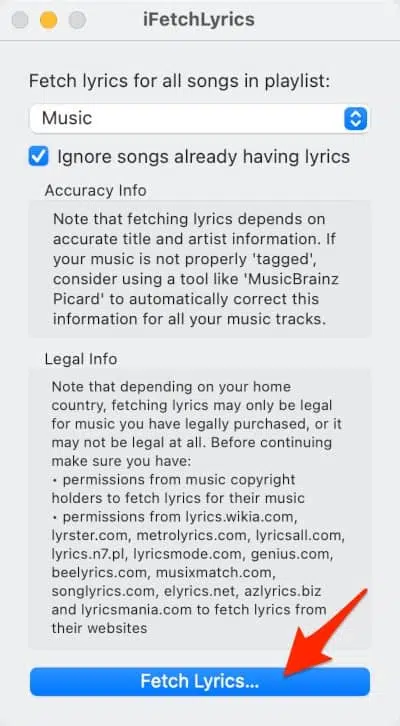 iFetchLyrics
Fetch lyrics for all songs in playlist:
Music
Ignore songs already having lyrics
Accuracy Info
Note that fetching lyrics depends on
accurate title and artist information. If
your music is not properly 'tagged',
consider using a tool like 'MusicBrainz
Picard' to automatically correct this
information for all your music tracks.
Legal Info
Note that depending on your home
country, fetching lyrics may only be legal
for music you have legally purchased, or it
may not be legal at all. Before continuing
make sure you have:
• permissions from music copyright
holders to fetch lyrics for their music
• permissions from lyrics.wikia.com,
lyrster.com, metrolyrics.com, lyricsall.com,
lyrics.n7.pl, lyricsmode.com, genius.com,
beelyrics.com, musixmatch.com,
songlyrics.com, elyrics.net, azlyrics.biz
and lyricsmania.com to fetch lyrics from
their websites
Fetch Lyrics...